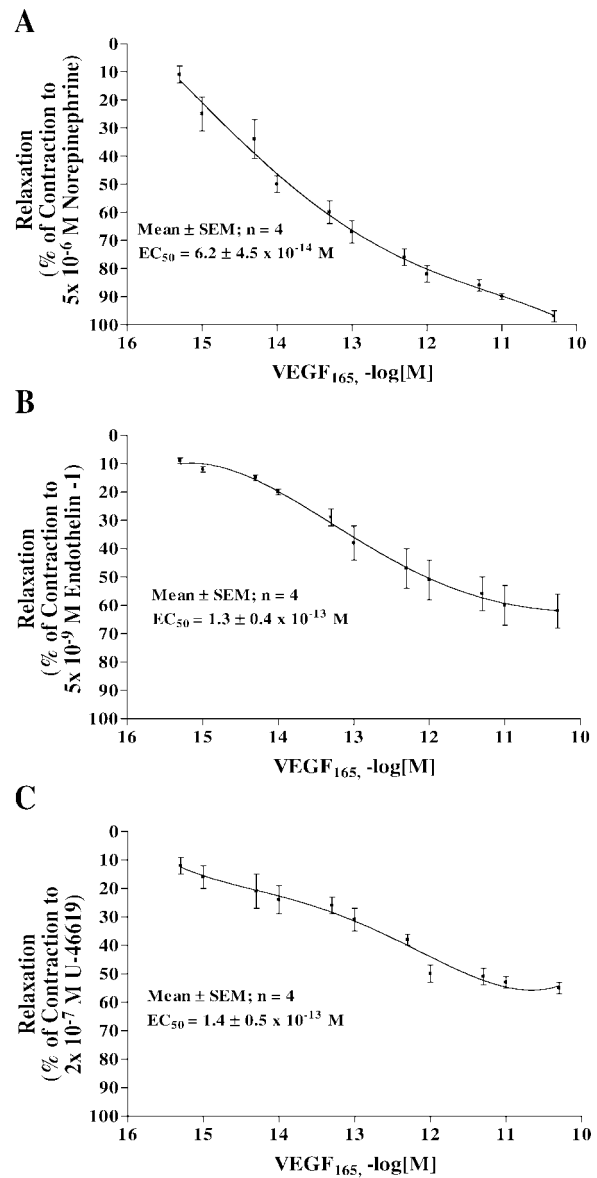 A
Relaxation
(% of Contraction to
5x 10-6 M Norepinephrine)
0
10
20
30
40
50
60
70
80
90
100
Mean ± SEM; n = 4
EC50 = 6.2 ± 4.5 x 10-14 M
16 15 14 13 12 11 10
VEGF165, -log[M]
B
Relaxation
(% of Contraction to
5x 10-9 M Endothelin -1)
0
10
20
30
40
50
60
70
80
90
100
Mean ± SEM; n = 4
EC50 = 1.3 ± 0.4 x 10-13 M
16 15 14 13 12 11 10
VEGF165, -log[M]
C
Relaxation
(% of Contraction to
2x 10-7 M U-46619)
0
10
20
30
40
50
60
70
80
90
100
Mean ± SEM; n = 4
EC50 = 1.4 ± 0.5 x 10-13 M
16 15 14 13 12 11 10
VEGF165, -log[M]